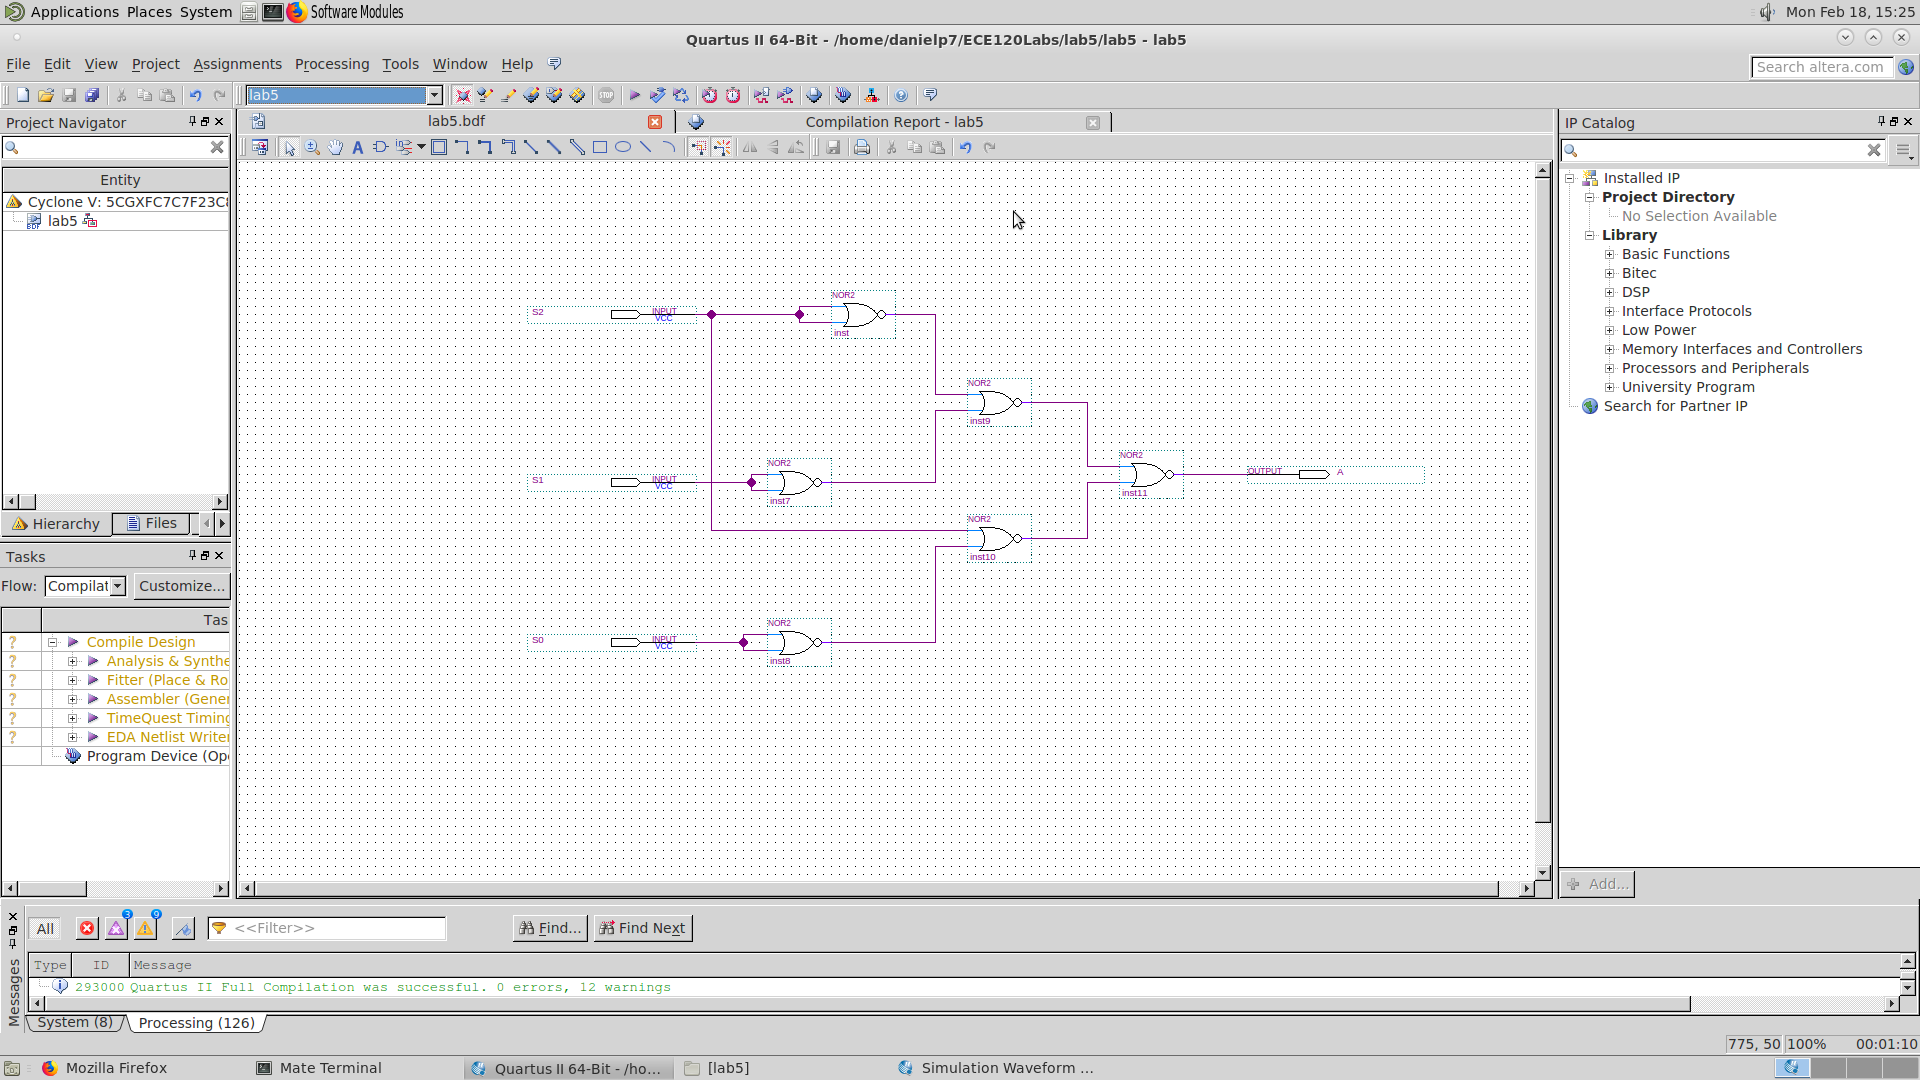 Applications Places System Software Modules Mon Feb 18, 15:25
Quartus II 64-Bit - /home/danielp7/ECE120Labs/lab5/lab5 - lab5
File Edit View Project Assignments Processing Tools Window Help Search altera.com
lab5
Project Navigator
Entity
Cyclone V: 5CGXFC7C7F23C8
lab5
Hierarchy Files
Tasks
Flow: Compilat Customize...
Tas
? Compile Design
? Analysis & Synthe
? Fitter (Place & Ro
? Assembler (Gener
? TimeQuest Timing
? EDA Netlist Writer
Program Device (Ope
lab5.bdf Compilation Report - lab5
NOR2
S2 INPUT
VCC
inst
NOR2
inst9
NOR2
NOR2
S1 INPUT
VCC
OUTPUT A
inst7
inst11
NOR2
inst10
NOR2
S0 INPUT
VCC
inst8
IP Catalog
Installed IP
Project Directory
No Selection Available
Library
Basic Functions
Bitec
DSP
Interface Protocols
Low Power
Memory Interfaces and Controllers
Processors and Peripherals
University Program
Search for Partner IP
Add...
All 3 9 <<Filter>> Find... Find Next
Type ID Message
293000 Quartus II Full Compilation was successful. 0 errors, 12 warnings
Messages
System (8) Processing (126)
775, 50 100% 00:01:10
Mozilla Firefox Mate Terminal Quartus II 64-Bit - /ho... [lab5] Simulation Waveform ...